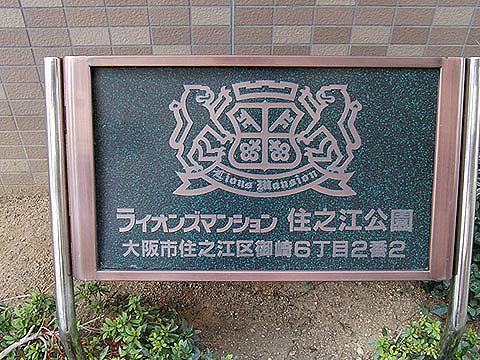 Lions Mansion
ライオンズマンション 住之江公園
大阪市住之江区御崎6丁目2番2